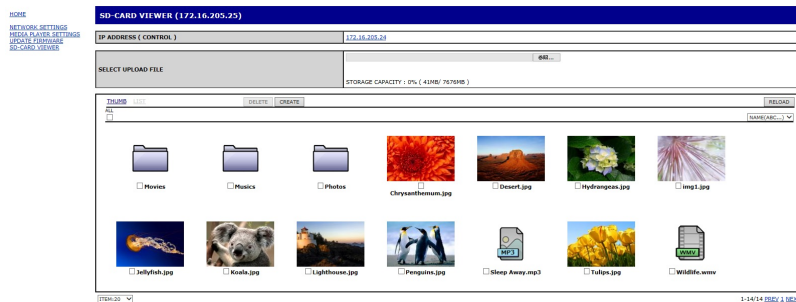 HOME
NETWORK SETTINGS
MEDIA PLAYER SETTINGS
UPDATE FIRMWARE
SD-CARD VIEWER
SD-CARD VIEWER (172.16.205.25)
IP ADDRESS ( CONTROL )
172.16.205.24
SELECT UPLOAD FILE
参照...
STORAGE CAPACITY : 0% ( 41MB/ 7676MB )
THUMB LIST DELETE CREATE RELOAD
ALL
NAME(ABC...)
Movies Musics Photos Chrysanthemum.jpg Desert.jpg Hydrangeas.jpg img1.jpg
MP3
WMV
Jellyfish.jpg Koala.jpg Lighthouse.jpg Penguins.jpg Sleep Away.mp3 Tulips.jpg Wildlife.wmv
ITEM:20
1-14/14 PREV 1 NEX